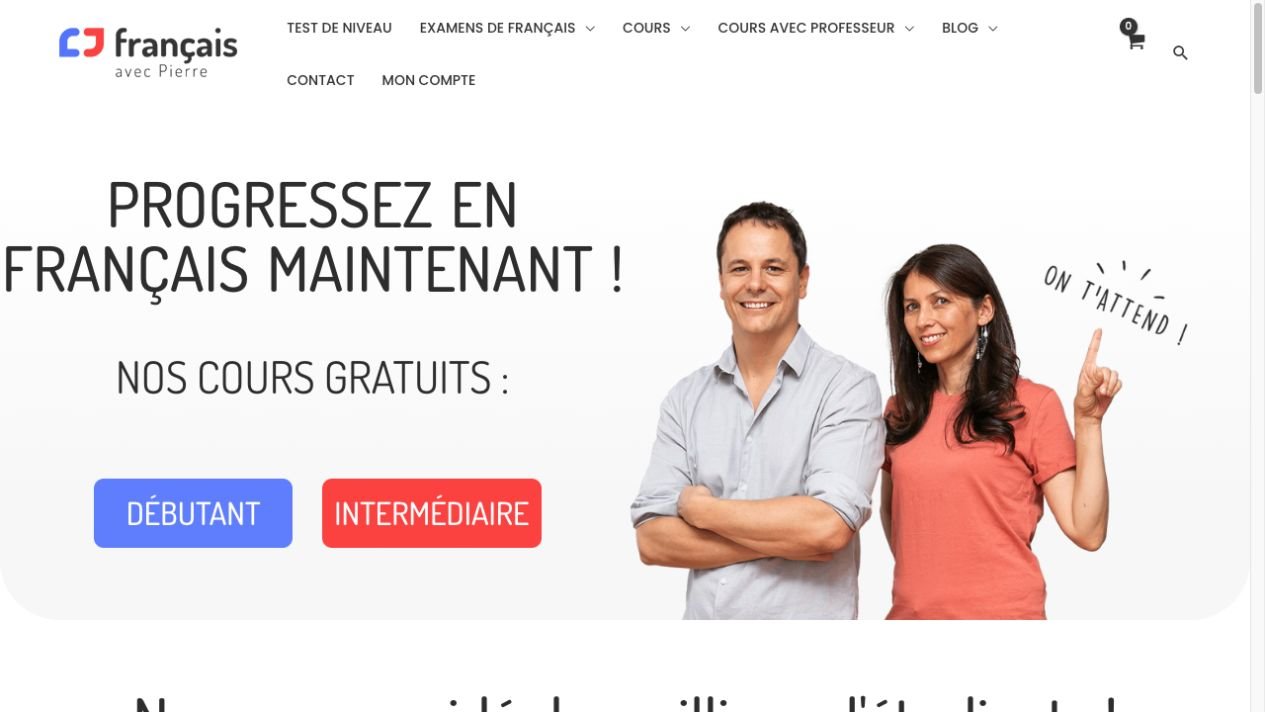 français
avec Pierre
TEST DE NIVEAU EXAMENS DE FRANÇAIS COURS COURS AVEC PROFESSEUR BLOG
0
CONTACT MON COMPTE
PROGRESSEZ EN
FRANÇAIS MAINTENANT !
ON T'ATTEND !
NOS COURS GRATUITS :
DÉBUTANT INTERMÉDIAIRE